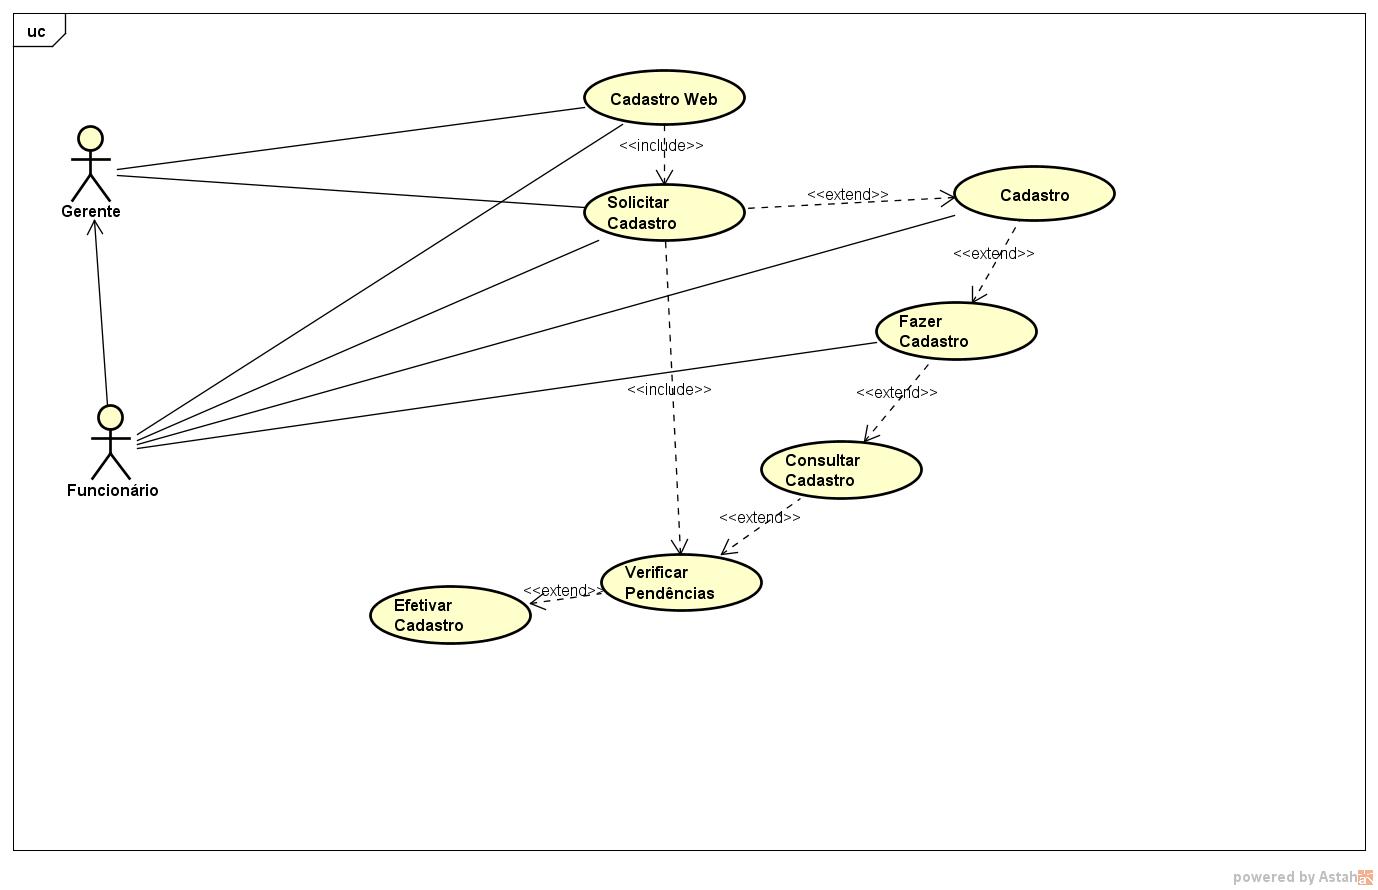 uc
Cadastro Web
<<include>>
Gerente
Solicitar
Cadastro
<<extend>>
Cadastro
<<extend>>
Fazer
Cadastro
<<include>>
<<extend>>
Consultar
Cadastro
Funcionário
<<extend>>
Verificar
Pendências
<<extend>>
Efetivar
Cadastro
powered by Astah